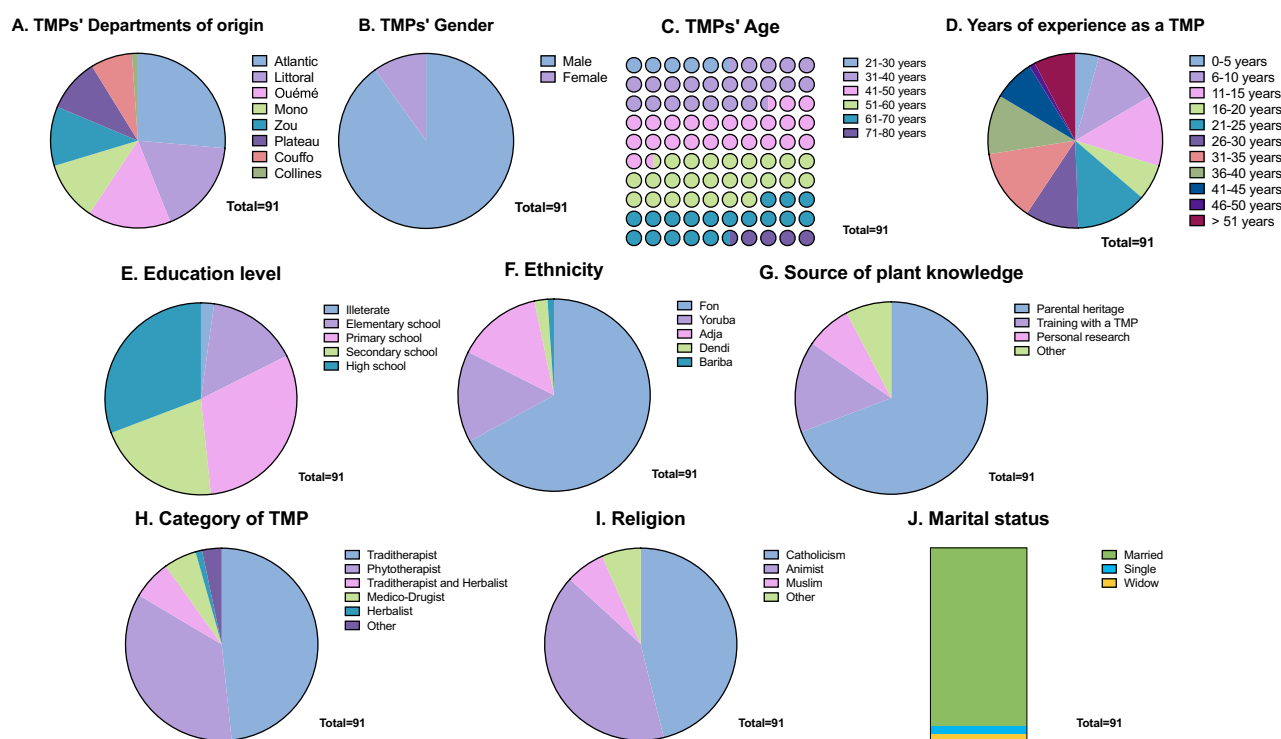 A. TMPs' Departments of origin
Atlantic
Littoral
Ouémé
Mono
Zou
Plateau
Couffo
Collines
Total=91
B. TMPs' Gender
Male
Female
Total=91
C. TMPs' Age
21-30 years
31-40 years
41-50 years
51-60 years
61-70 years
71-80 years
Total=91
D. Years of experience as a TMP
0-5 years
6-10 years
11-15 years
16-20 years
21-25 years
26-30 years
31-35 years
36-40 years
41-45 years
46-50 years
> 51 years
Total=91
E. Education level
Illeterate
Elementary school
Primary school
Secondary school
High school
Total=91
F. Ethnicity
Fon
Yoruba
Adja
Dendi
Bariba
Total=91
G. Source of plant knowledge
Parental heritage
Training with a TMP
Personal research
Other
Total=91
H. Category of TMP
Traditherapist
Phytotherapist
Traditherapist and Herbalist
Medico-Drugist
Herbalist
Other
Total=91
I. Religion
Catholicism
Animist
Muslim
Other
Total=91
J. Marital status
Married
Single
Widow
Total=91